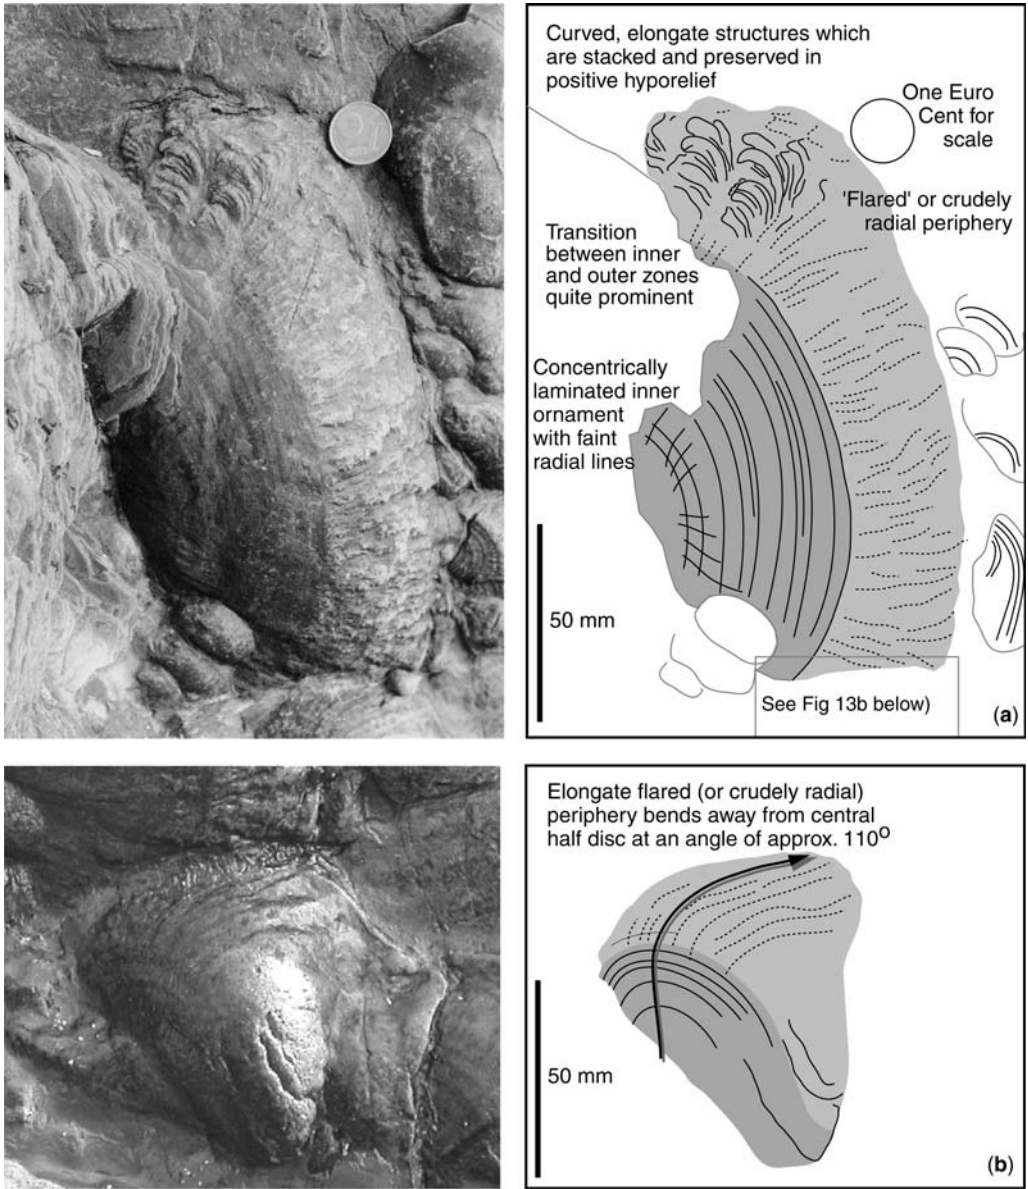 Curved, elongate structures which
are stacked and preserved in
positive hyporelief
One Euro
Cent for
scale
'Flared' or crudely
radial periphery
Transition
between inner
and outer zones
quite prominent
Concentrically
laminated inner
ornament
with faint
radial lines
50 mm
See Fig 13b below)
(a)
Elongate flared (or crudely radial)
periphery bends away from central
half disc at an angle of approx. 110°
50 mm
(b)